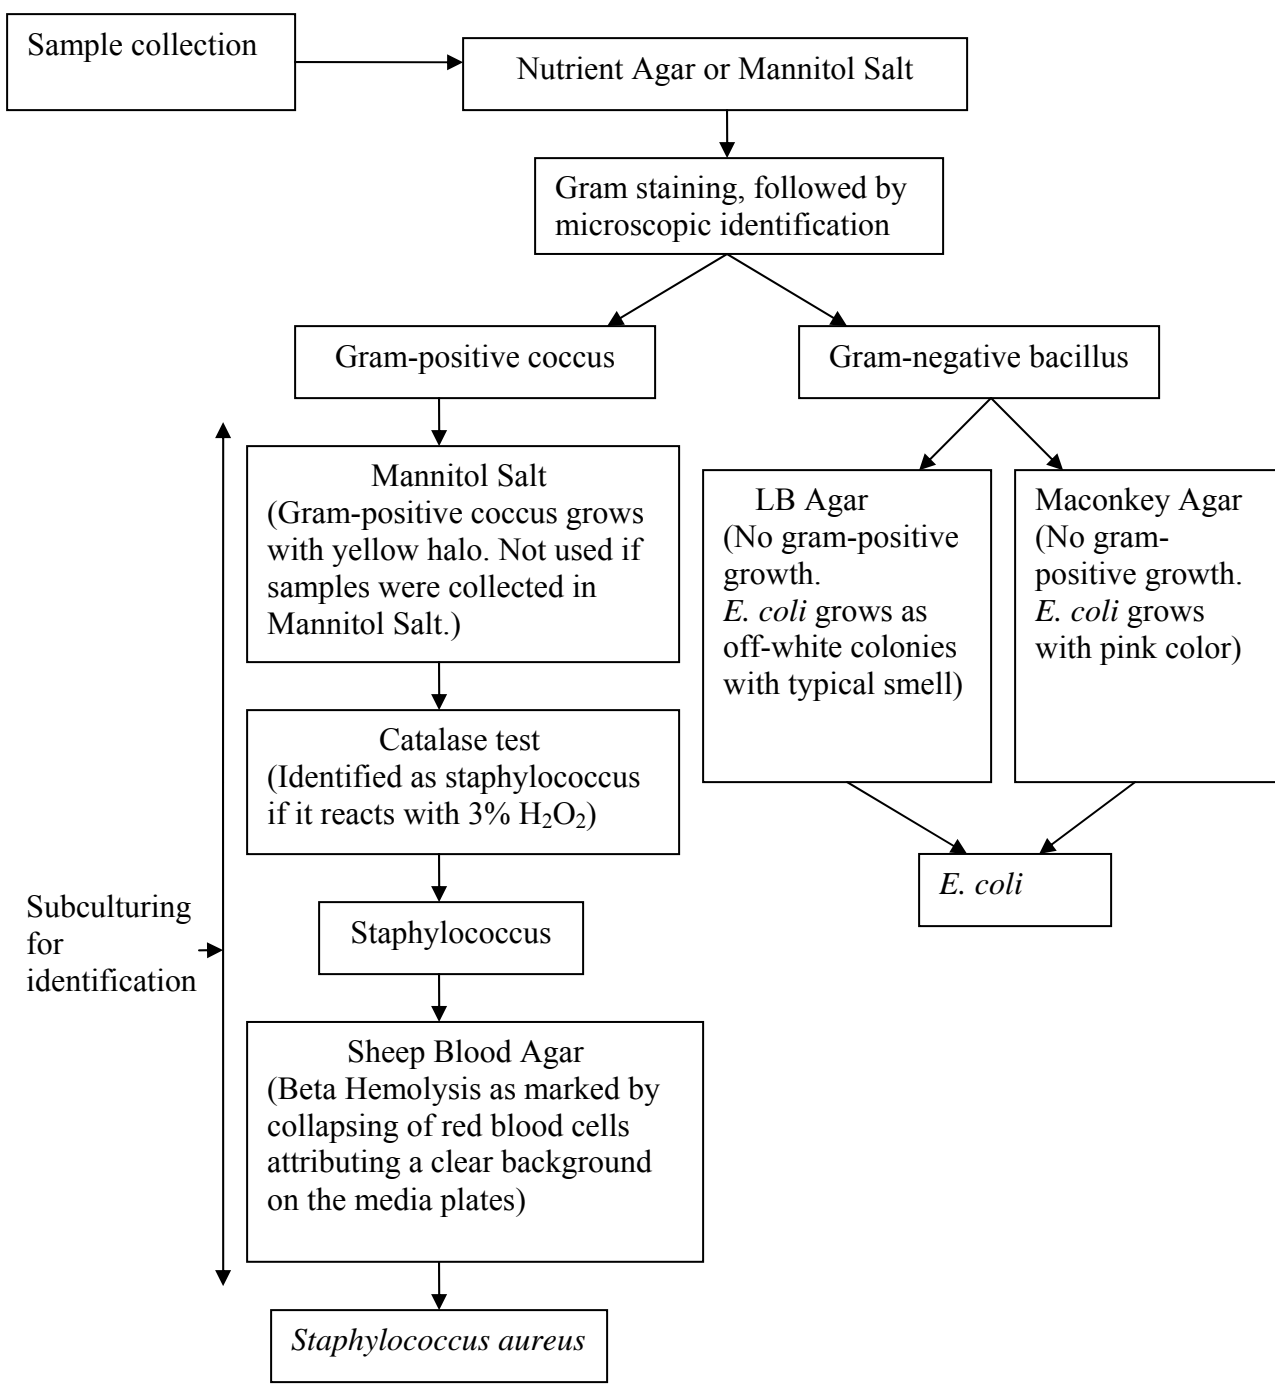 Sample collection
Nutrient Agar or Mannitol Salt
Gram staining, followed by
microscopic identification
Gram-positive coccus
Gram-negative bacillus
Mannitol Salt
(Gram-positive coccus grows
with yellow halo. Not used if
samples were collected in
Mannitol Salt.)
LB Agar
(No gram-positive
growth.
E. coli grows as
off-white colonies
with typical smell)
Maconkey Agar
(No gram-
positive growth.
E. coli grows
with pink color)
Catalase test
(Identified as staphylococcus
if it reacts with 3% H₂O₂)
E. coli
Subculturing
for
identification
Staphylococcus
Sheep Blood Agar
(Beta Hemolysis as marked by
collapsing of red blood cells
attributing a clear background
on the media plates)
Staphylococcus aureus